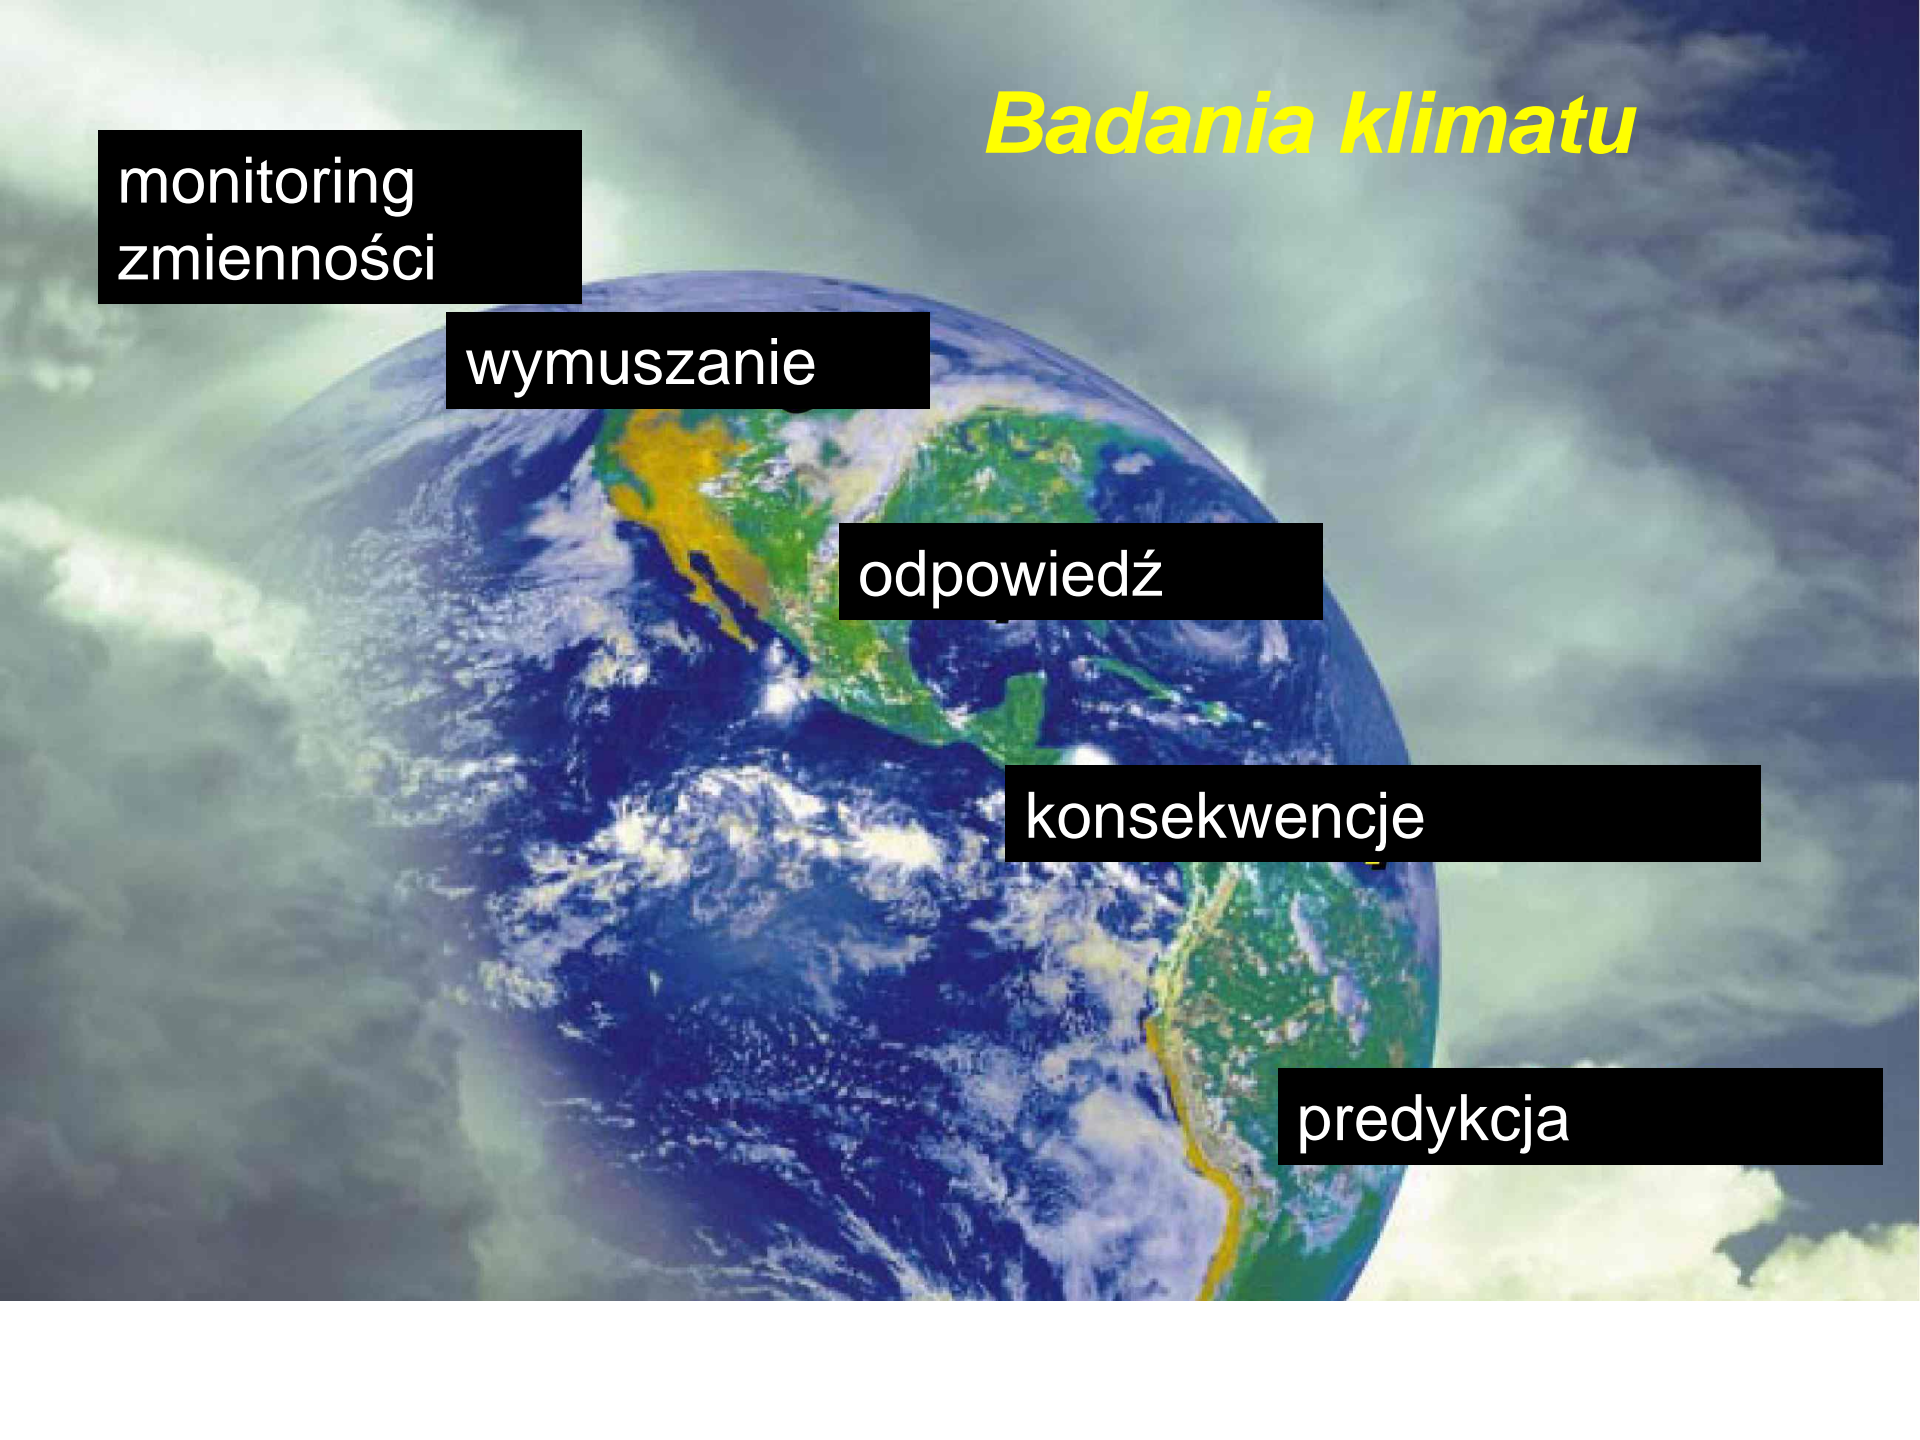 Badania klimatu
monitoring
zmienności
wymuszanie
odpowiedź
konsekwencje
predykcja